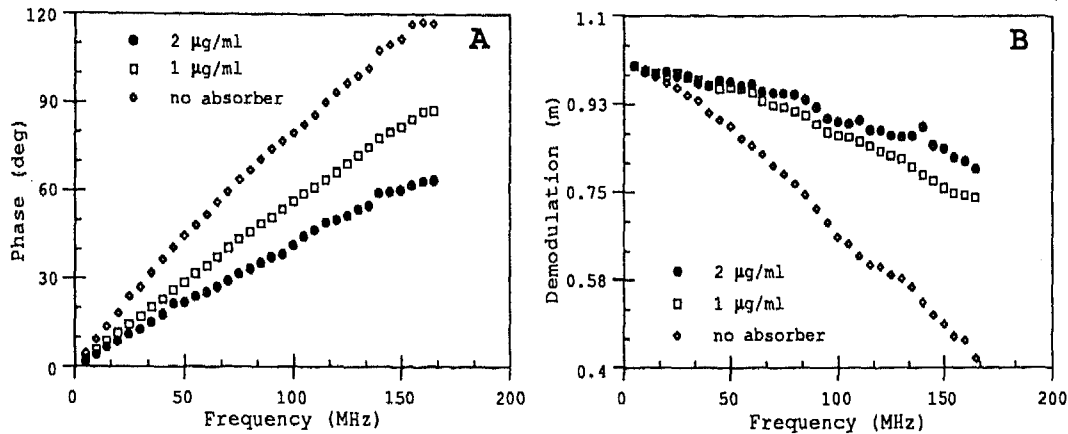 A
120
90
60
30
0
Phase (deg)
2 µg/ml
1 µg/ml
no absorber
0
50
100
150
200
Frequency (MHz)
B
1.1
0.93
0.75
0.58
0.4
Demodulation (m)
2 µg/ml
1 µg/ml
no absorber
0
50
100
150
200
Frequency (MHz)